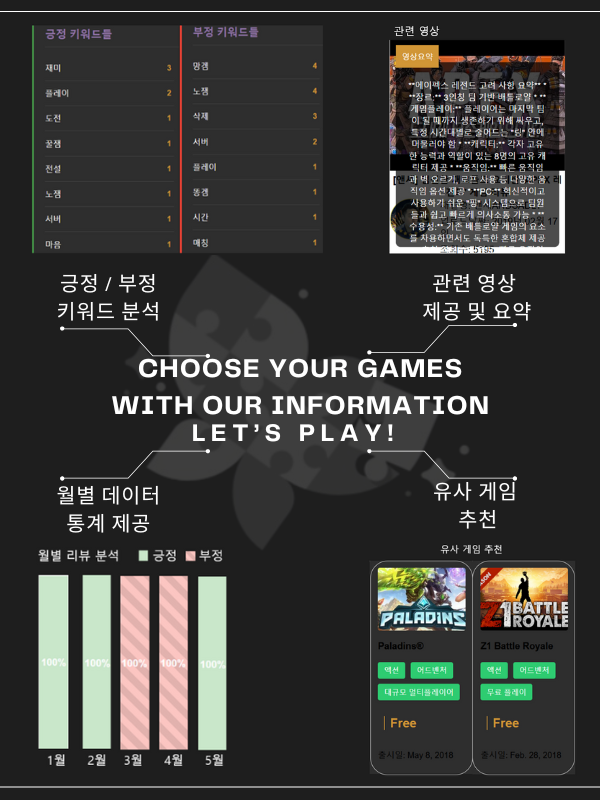 긍정 키워드들
재미 3
플레이 2
도전 1
꿀잼 1
전설 1
노잼 1
서버 1
마음 1
부정 키워드들
망겜 4
노잼 4
삭제 3
서버 2
플레이 1
똥겜 1
시간 1
매칭 1
관련 영상
영상요약
**에이펙스 레전드 고려 사항 요약** *
**장르:** 3인칭 팀 기반 배틀로얄 * **
게임플레이:** 플레이어는 마지막 팀
이 될 때까지 생존하기 위해 싸우고,
특정 시간대별로 줄어드는 "링" 안에
머물러야 함 * **캐릭터:** 각자 고유
한 능력과 역할이 있는 8명의 고유 캐
릭터 제공 * **움직임:** 빠른 움직임
과 벽 오르기, 로프 사용 등 다양한 움
직임 옵션 제공 * **PC:** 혁신적이고
사용하기 쉬운 "핑" 시스템으로 팀원
들과 쉽고 빠르게 의사소통 가능 * **
수용성:** 기존 배틀로얄 게임의 요소
를 차용하면서도 독특한 혼합제 제공
긍정 / 부정
키워드 분석
관련 영상
제공 및 요약
CHOOSE YOUR GAMES
WITH OUR INFORMATION
LET'S PLAY!
월별 데이터
통계 제공
유사 게임
추천
월별 리뷰 분석 긍정 부정
100% 100% 100% 100% 100%
1월 2월 3월 4월 5월
유사 게임 추천
PALADINS
Paladins®
액션 어드벤처
대규모 멀티플레이어
Free
출시일: May 8, 2018
Z1 BATTLE ROYALE
Z1 Battle Royale
액션 어드벤처
무료 플레이
Free
출시일: Feb. 28, 2018